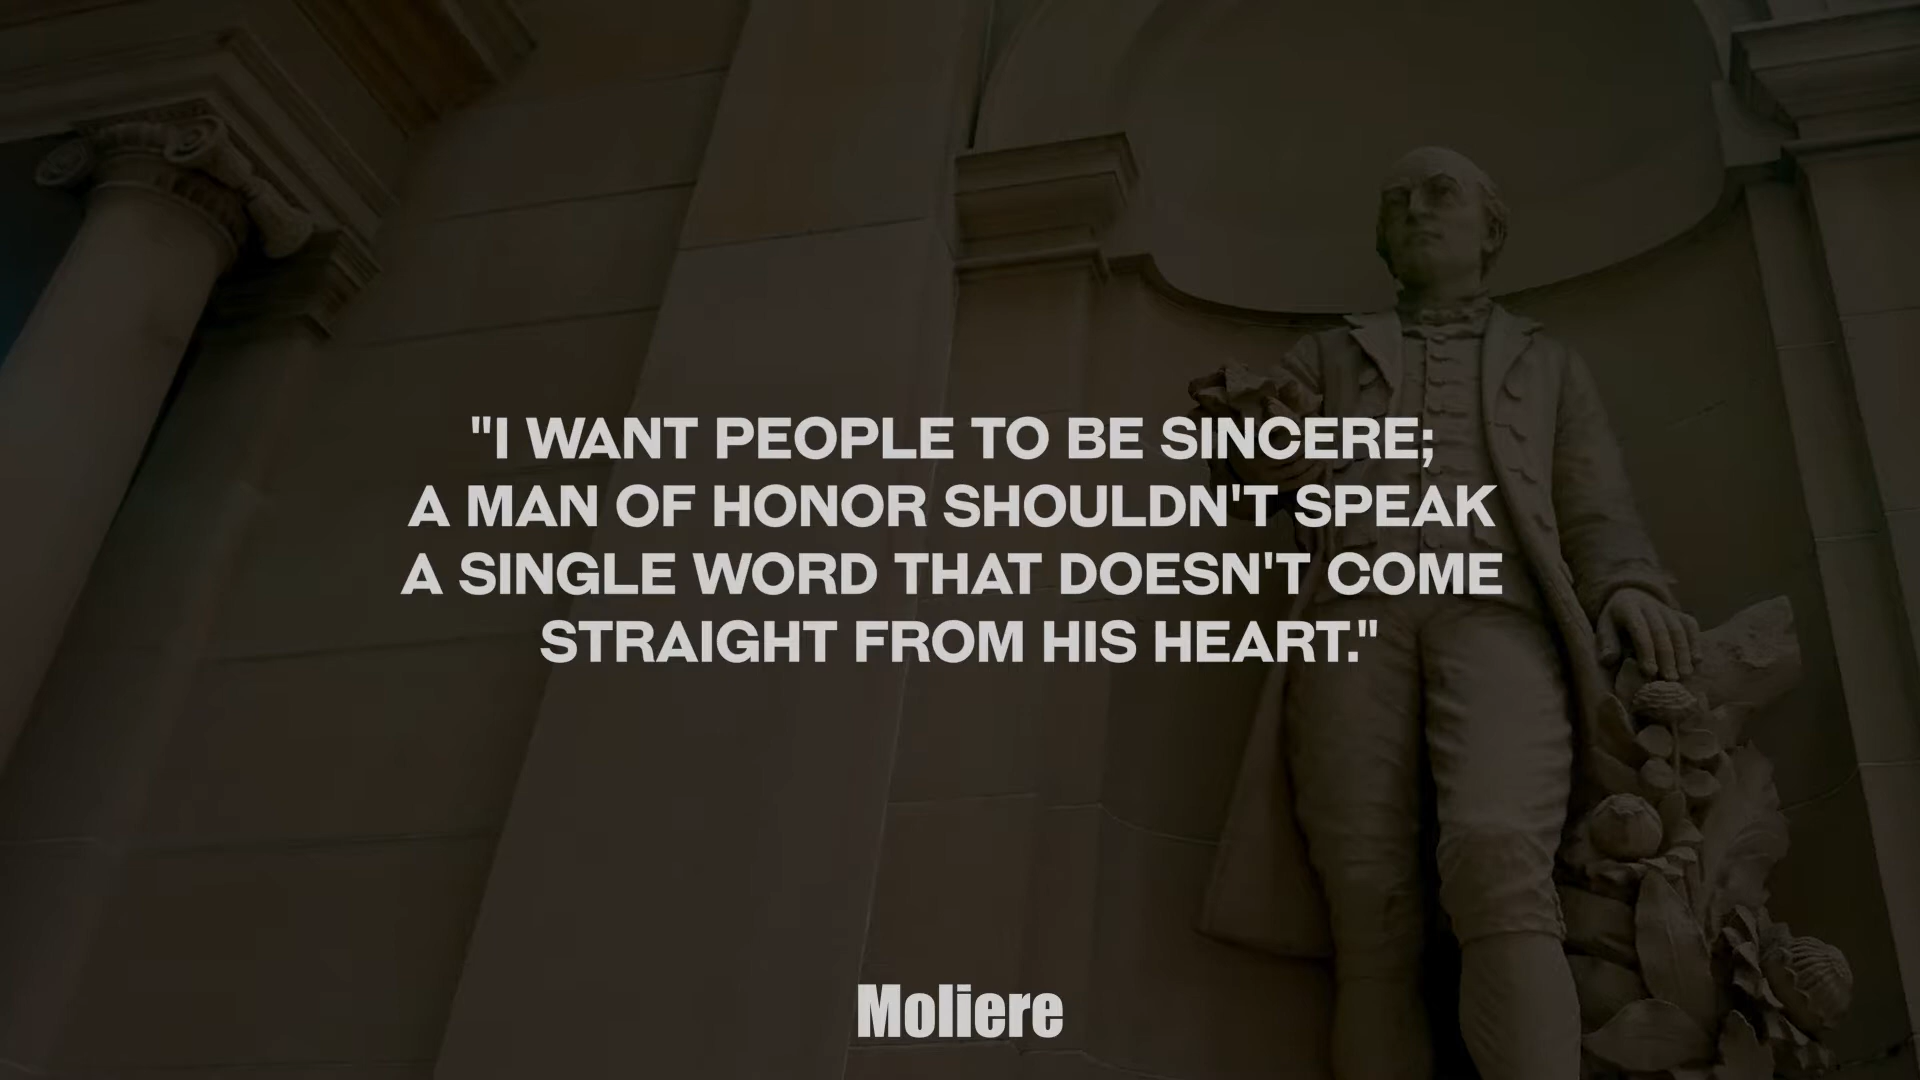 "I WANT PEOPLE TO BE SINCERE;
A MAN OF HONOR SHOULDN'T SPEAK
A SINGLE WORD THAT DOESN'T COME
STRAIGHT FROM HIS HEART."
Moliere